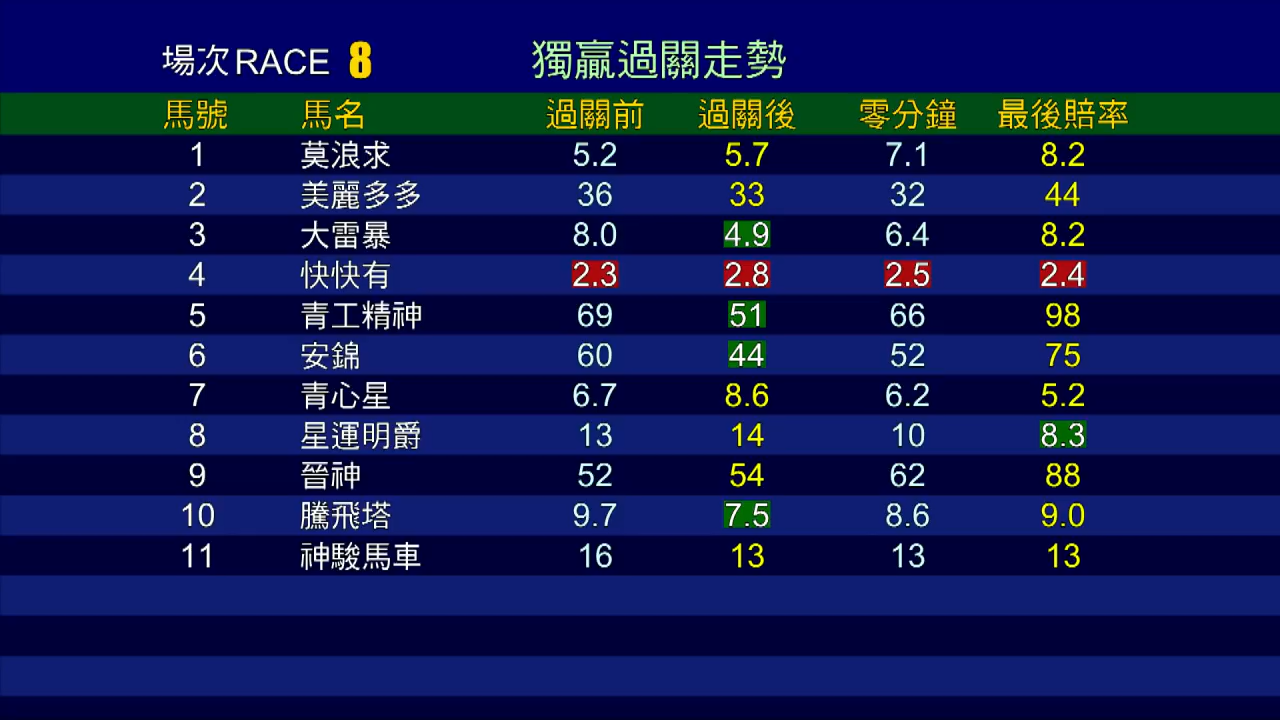 場次RACE 8 獨贏過關走勢
馬號 馬名 過關前 過關後 零分鐘 最後賠率
1 莫浪求 5.2 5.7 7.1 8.2
2 美麗多多 36 33 32 44
3 大雷暴 8.0 4.9 6.4 8.2
4 快快有 2.3 2.8 2.5 2.4
5 青工精神 69 51 66 98
6 安錦 60 44 52 75
7 青心星 6.7 8.6 6.2 5.2
8 星運明爵 13 14 10 8.3
9 晉神 52 54 62 88
10 騰飛塔 9.7 7.5 8.6 9.0
11 神駿馬車 16 13 13 13